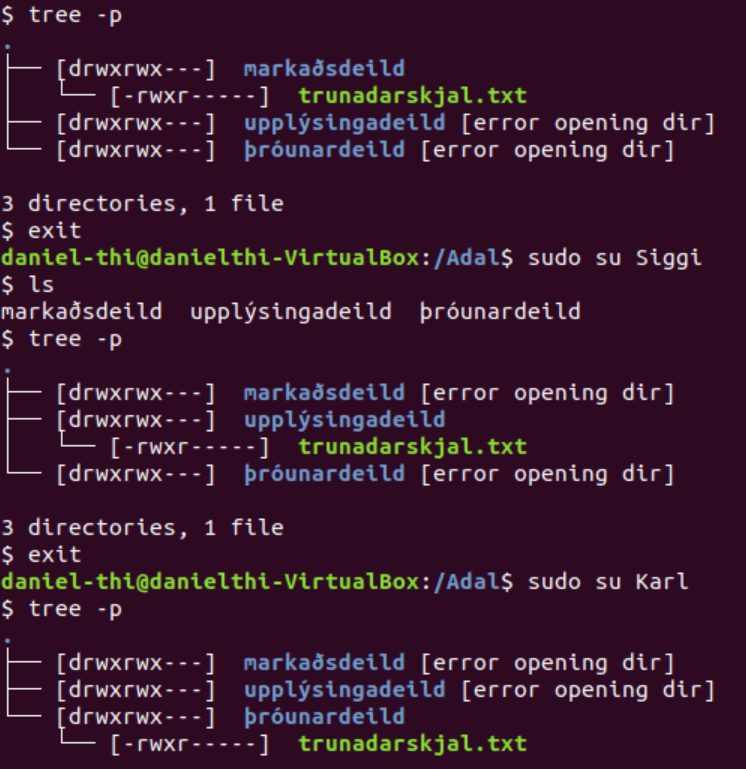 $ tree -p
.
├── [drwxrwx---]  markaðsdeild
│   └── [-rwxr-----]  trunadarskjal.txt
├── [drwxrwx---]  upplýsingadeild [error opening dir]
└── [drwxrwx---]  þróunardeild [error opening dir]
3 directories, 1 file
$ exit
daniel-thi@danielthi-VirtualBox:/Adal$ sudo su Siggi
$ ls
markaðsdeild  upplýsingadeild  þróunardeild
$ tree -p
.
├── [drwxrwx---]  markaðsdeild [error opening dir]
├── [drwxrwx---]  upplýsingadeild
│   └── [-rwxr-----]  trunadarskjal.txt
└── [drwxrwx---]  þróunardeild [error opening dir]
3 directories, 1 file
$ exit
daniel-thi@danielthi-VirtualBox:/Adal$ sudo su Karl
$ tree -p
.
├── [drwxrwx---]  markaðsdeild [error opening dir]
├── [drwxrwx---]  upplýsingadeild [error opening dir]
└── [drwxrwx---]  þróunardeild
    └── [-rwxr-----]  trunadarskjal.txt